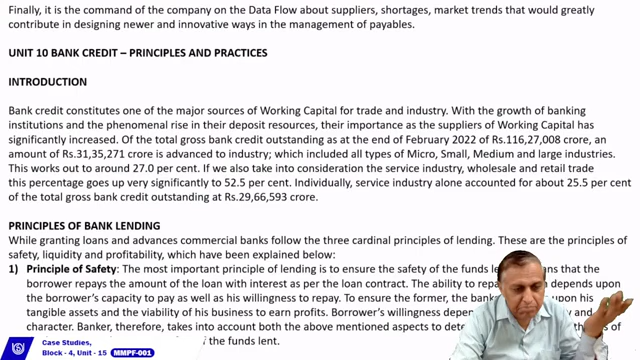 Finally, it is the command of the company on the Data Flow about suppliers, shortages, market trends that would greatly
contribute in designing newer and innovative ways in the management of payables.
UNIT 10 BANK CREDIT – PRINCIPLES AND PRACTICES
INTRODUCTION
Bank credit constitutes one of the major sources of Working Capital for trade and industry. With the growth of banking
institutions and the phenomenal rise in their deposit resources, their importance as the suppliers of Working Capital has
significantly increased. Of the total gross bank credit outstanding as at the end of February 2022 of Rs.116,27,008 crore, an
amount of Rs.31,35,271 crore is advanced to industry; which included all types of Micro, Small, Medium and large industries.
This works out to around 27.0 per cent. If we also take into consideration the service industry, wholesale and retail trade
this percentage goes up very significantly to 52.5 per cent. Individually, service industry alone accounted for about 25.5 per cent
of the total gross bank credit outstanding at Rs.29,66,593 crore.
PRINCIPLES OF BANK LENDING
While granting loans and advances commercial banks follow the three cardinal principles of lending. These are the principles of
safety, liquidity and profitability, which have been explained below:
1) Principle of Safety: The most important principle of lending is to ensure the safety of the funds ans that the
borrower repays the amount of the loan with interest as per the loan contract. The ability to repa depends upon
the borrower's capacity to pay as well as his willingness to repay. To ensure the former, the bank upon his
tangible assets and the viability of his business to earn profits. Borrower's willingness depen y and
character. Banker, therefore, takes into account both the above mentioned aspects to dete s of
the funds lent.
Case Studies,
Block - 4, Unit - 15 MMPF-001